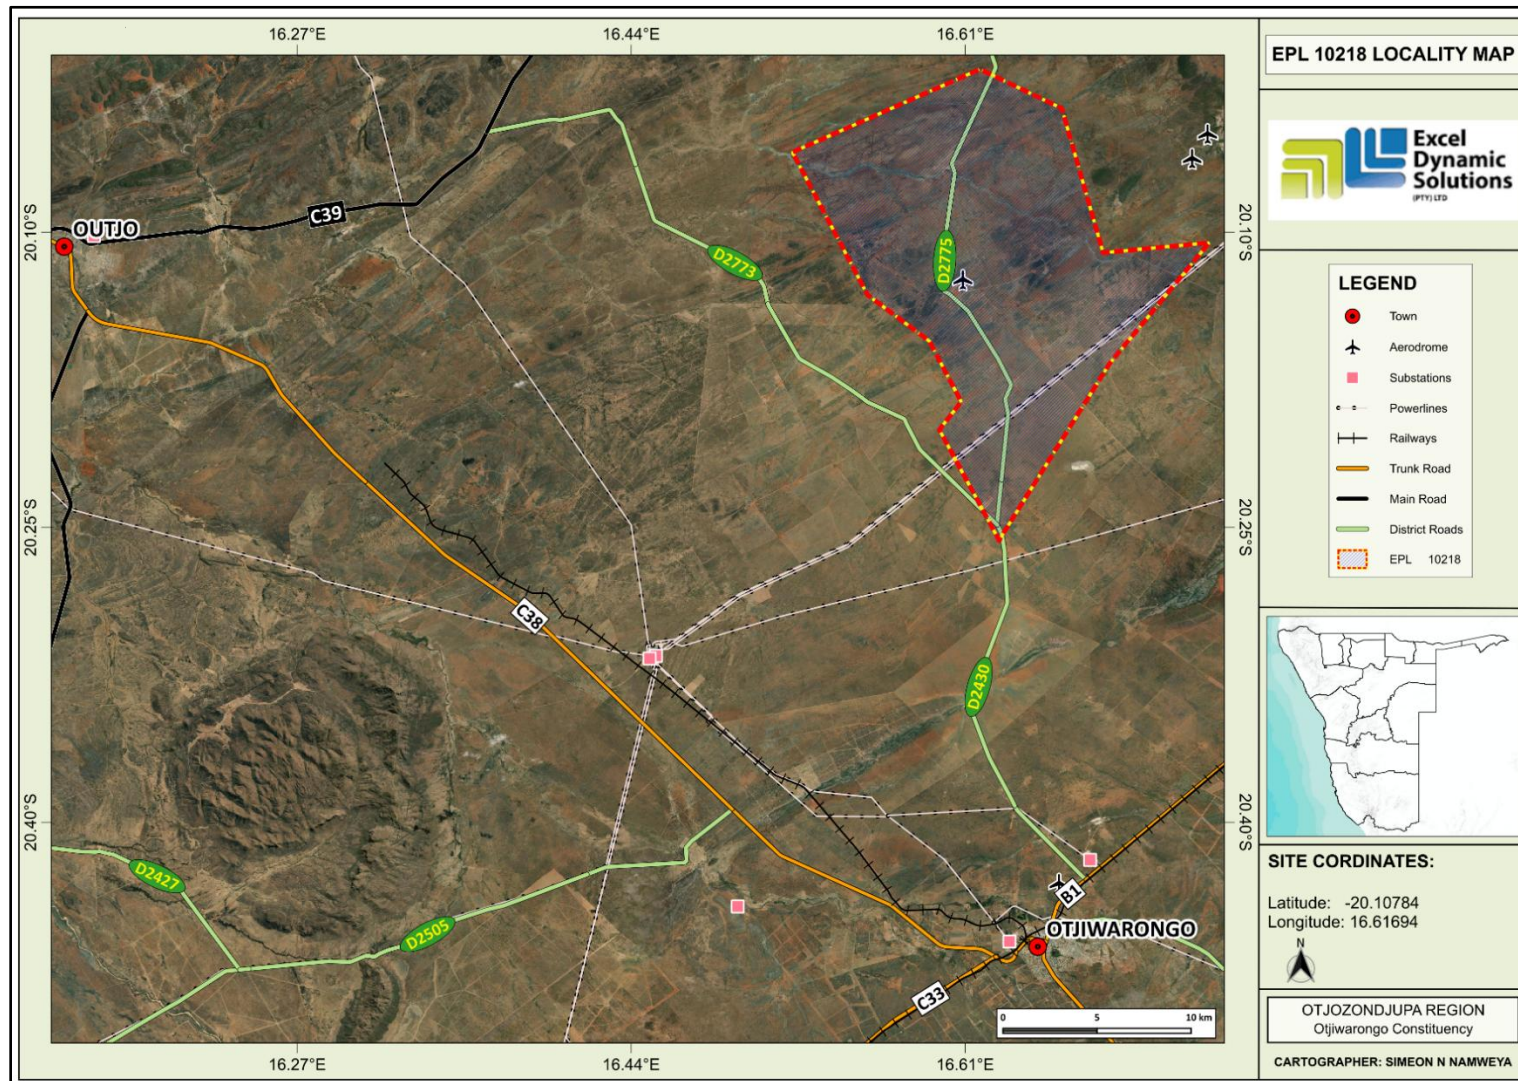 16.27°E
16.44°E
16.61°E
EPL 10218 LOCALITY MAP
Excel
Dynamic
Solutions
(PTY) LTD
C39
OUTJO
20.10°S
20.10°S
D2773
D2775
LEGEND
Town
Aerodrome
Substations
Powerlines
Railways
Trunk Road
Main Road
District Roads
EPL 10218
20.25°S
20.25°S
C38
D2430
20.40°S
20.40°S
D2427
D2505
B1
OTJIWARONGO
C33
0 5 10 km
16.27°E
16.44°E
16.61°E
SITE CORDINATES:
Latitude: -20.10784
Longitude: 16.61694
N
OTJOZONDJUPA REGION
Otjiwarongo Constituency
CARTOGRAPHER: SIMEON N NAMWEYA